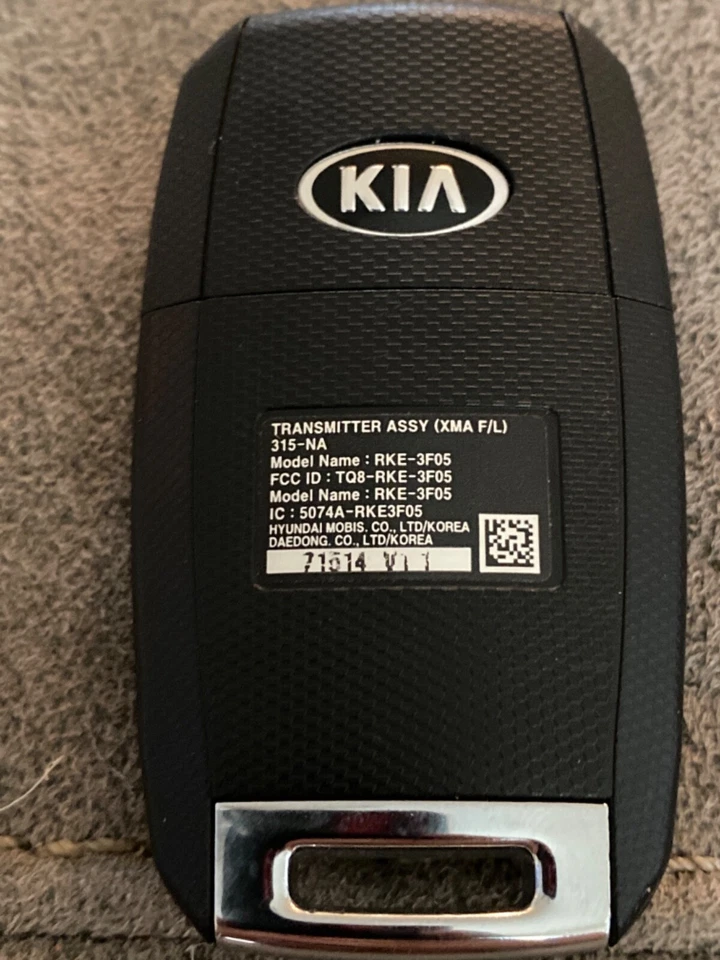 KIA
TRANSMITTER ASSY (XMA F/L)
315-NA
Model Name : RKE-3F05
FCC ID : TQ8-RKE-3F05
Model Name : RKE-3F05
IC : 5074A-RKE3F05
HYUNDAI MOBIS. CO., LTD/KOREA
DAEDONG. CO., LTD/KOREA